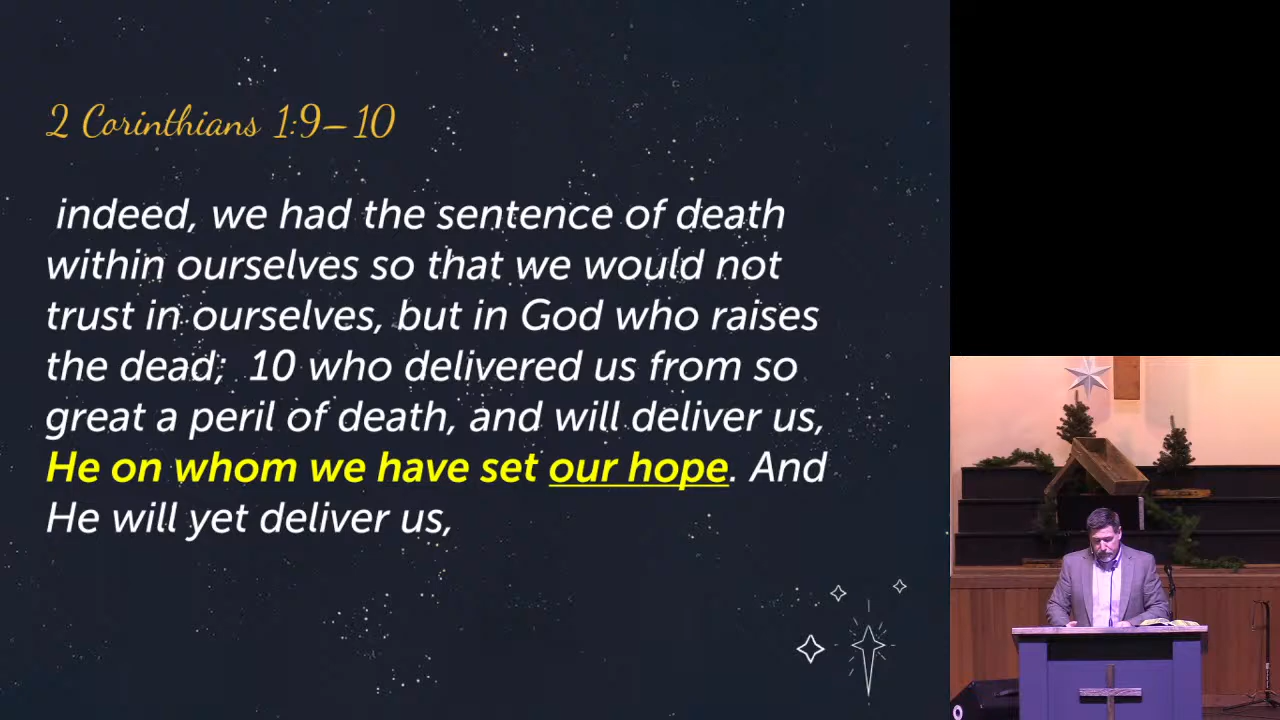 2 Corinthians 1:9–10
indeed, we had the sentence of death
within ourselves so that we would not
trust in ourselves, but in God who raises
the dead; 10 who delivered us from so
great a peril of death, and will deliver us,
He on whom we have set our hope. And
He will yet deliver us,